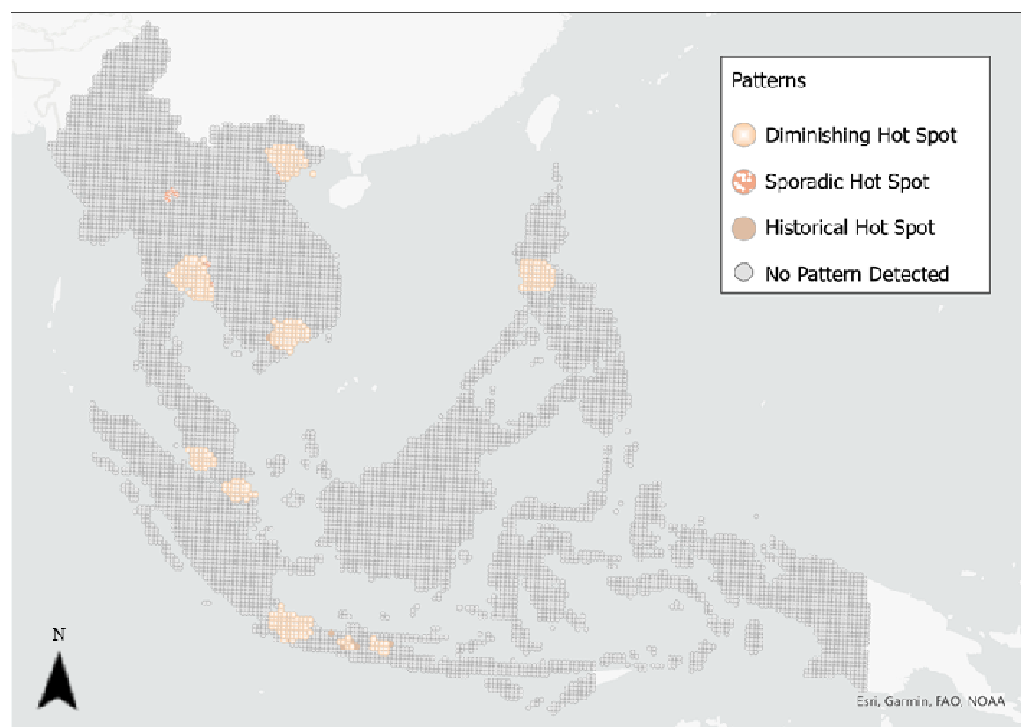 Patterns
Diminishing Hot Spot
Sporadic Hot Spot
Historical Hot Spot
No Pattern Detected
N
Esri, Garmin, FAO, NOAA